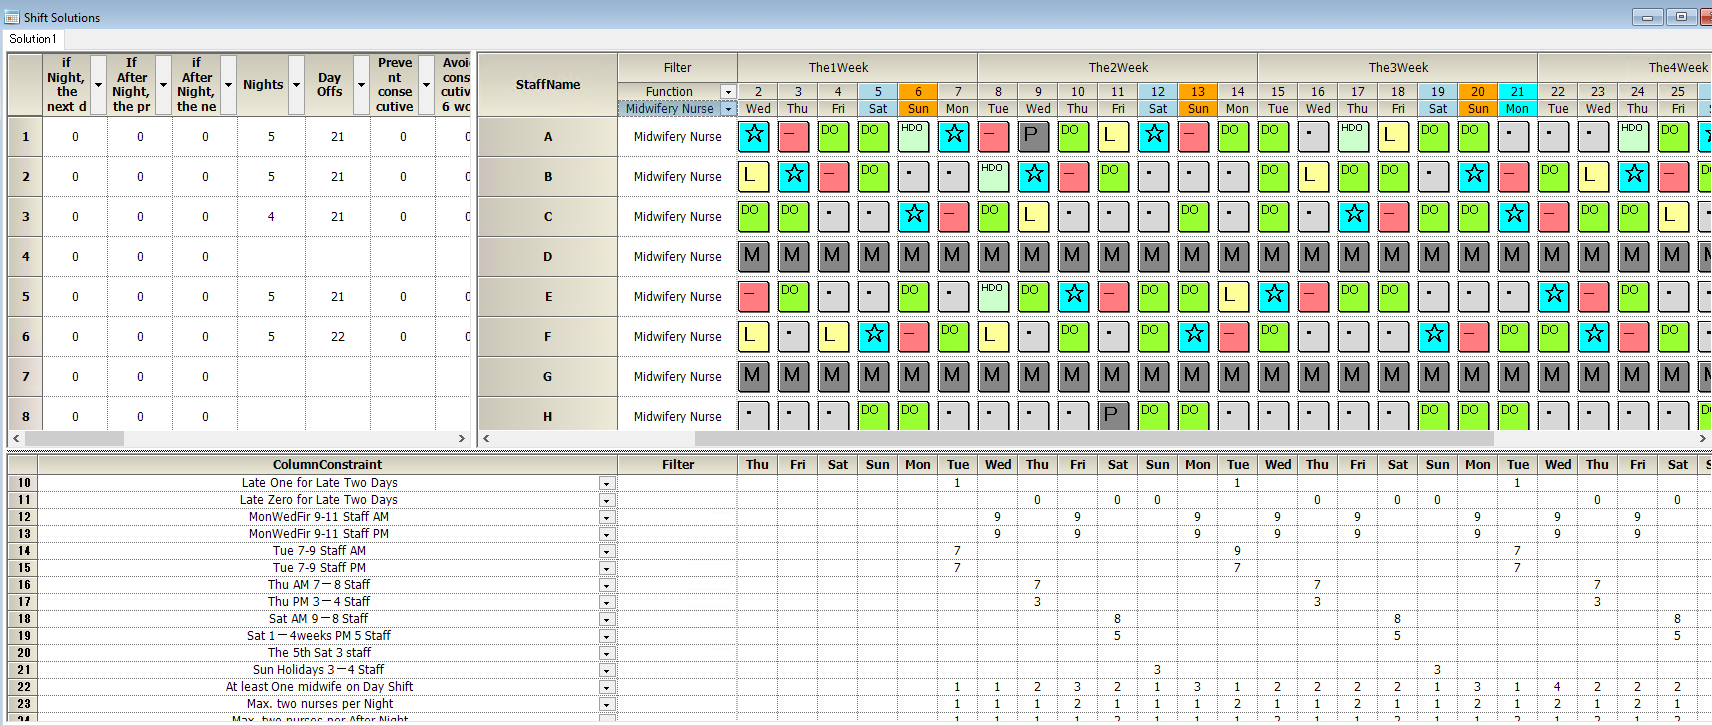 Shift Solutions
Solution1
if Night, the next d
If After Night, the pr
if After Night, the ne
Nights
Day Offs
Preve nt conse cutive
Avoi cons cutiv 6 wo
StaffName
Filter
The1Week
The2Week
The3Week
The4Week
Function
2 3 4 5 6 7 8 9 10 11 12 13 14 15 16 17 18 19 20 21 22 23 24 25
Midwifery Nurse
Wed Thu Fri Sat Sun Mon Tue Wed Thu Fri Sat Sun Mon Tue Wed Thu Fri Sat Sun Mon Tue Wed Thu Fri
1 0 0 0 5 21 0 A Midwifery Nurse ☆ - DO DO HDO ☆ - P DO L ☆ - DO DO · HDO L DO DO · · · HDO DO
2 0 0 0 5 21 0 B Midwifery Nurse L ☆ - DO · · HDO ☆ - DO · · · DO L DO DO · ☆ - DO L ☆ -
3 0 0 0 4 21 0 C Midwifery Nurse DO DO · · ☆ - DO L · · · DO · DO · ☆ - DO DO ☆ - DO DO L
4 0 0 0 D Midwifery Nurse M M M M M M M M M M M M M M M M M M M M M M M M
5 0 0 0 5 21 0 E Midwifery Nurse - DO · · DO · HDO DO ☆ - DO DO L ☆ - DO DO · · · ☆ - DO ·
6 0 0 0 5 22 0 F Midwifery Nurse L · L ☆ - DO L · DO · DO ☆ - DO · · · ☆ - DO DO ☆ - DO
7 0 0 0 G Midwifery Nurse M M M M M M M M M M M M M M M M M M M M M M M M
8 0 0 0 H Midwifery Nurse · · · DO DO · · · · P DO DO · · · · · DO DO DO · · · ·
ColumnConstraint Filter Thu Fri Sat Sun Mon Tue Wed Thu Fri Sat Sun Mon Tue Wed Thu Fri Sat Sun Mon Tue Wed Thu Fri Sat
10 Late One for Late Two Days 1 1 1
11 Late Zero for Late Two Days 0 0 0 0 0 0 0 0
12 MonWedFir 9-11 Staff AM 9 9 9 9 9 9 9 9
13 MonWedFir 9-11 Staff PM 9 9 9 9 9 9 9 9
14 Tue 7-9 Staff AM 7 9 7
15 Tue 7-9 Staff PM 7 7 7
16 Thu AM 7－8 Staff 7 7 7
17 Thu PM 3－4 Staff 3 3 3
18 Sat AM 9－8 Staff 8 8 8
19 Sat 1－4weeks PM 5 Staff 5 5 5
20 The 5th Sat 3 staff
21 Sun Holidays 3－4 Staff 3 3
22 At least One midwife on Day Shift 1 1 2 3 2 1 3 1 2 2 2 2 1 3 1 4 2 2 2
23 Max. two nurses per Night 1 1 1 2 1 1 1 2 1 1 1 1 1 1 2 1 2 1 1
24 Max. two nurses per After Night